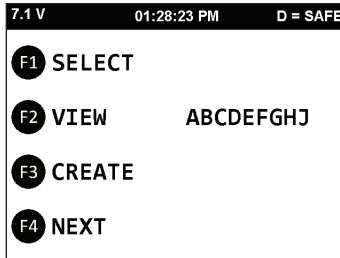 7.1 V 01:28:23 PM D = SAFE
F1 SELECT
F2 VIEW ABCDEFGHJ
F3 CREATE
F4 NEXT